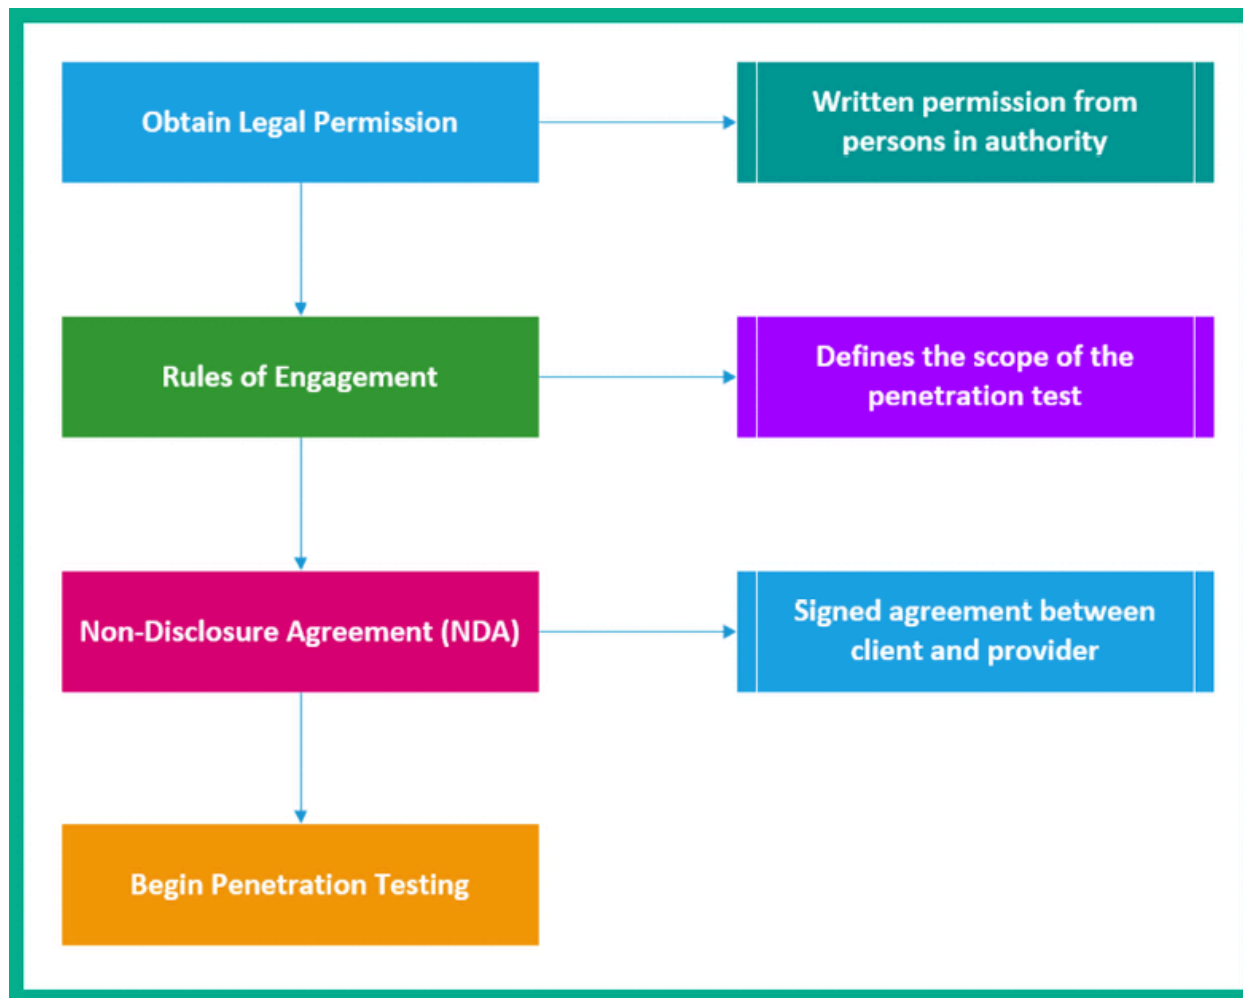 Obtain Legal Permission
Written permission from
persons in authority
Rules of Engagement
Defines the scope of the
penetration test
Non-Disclosure Agreement (NDA)
Signed agreement between
client and provider
Begin Penetration Testing